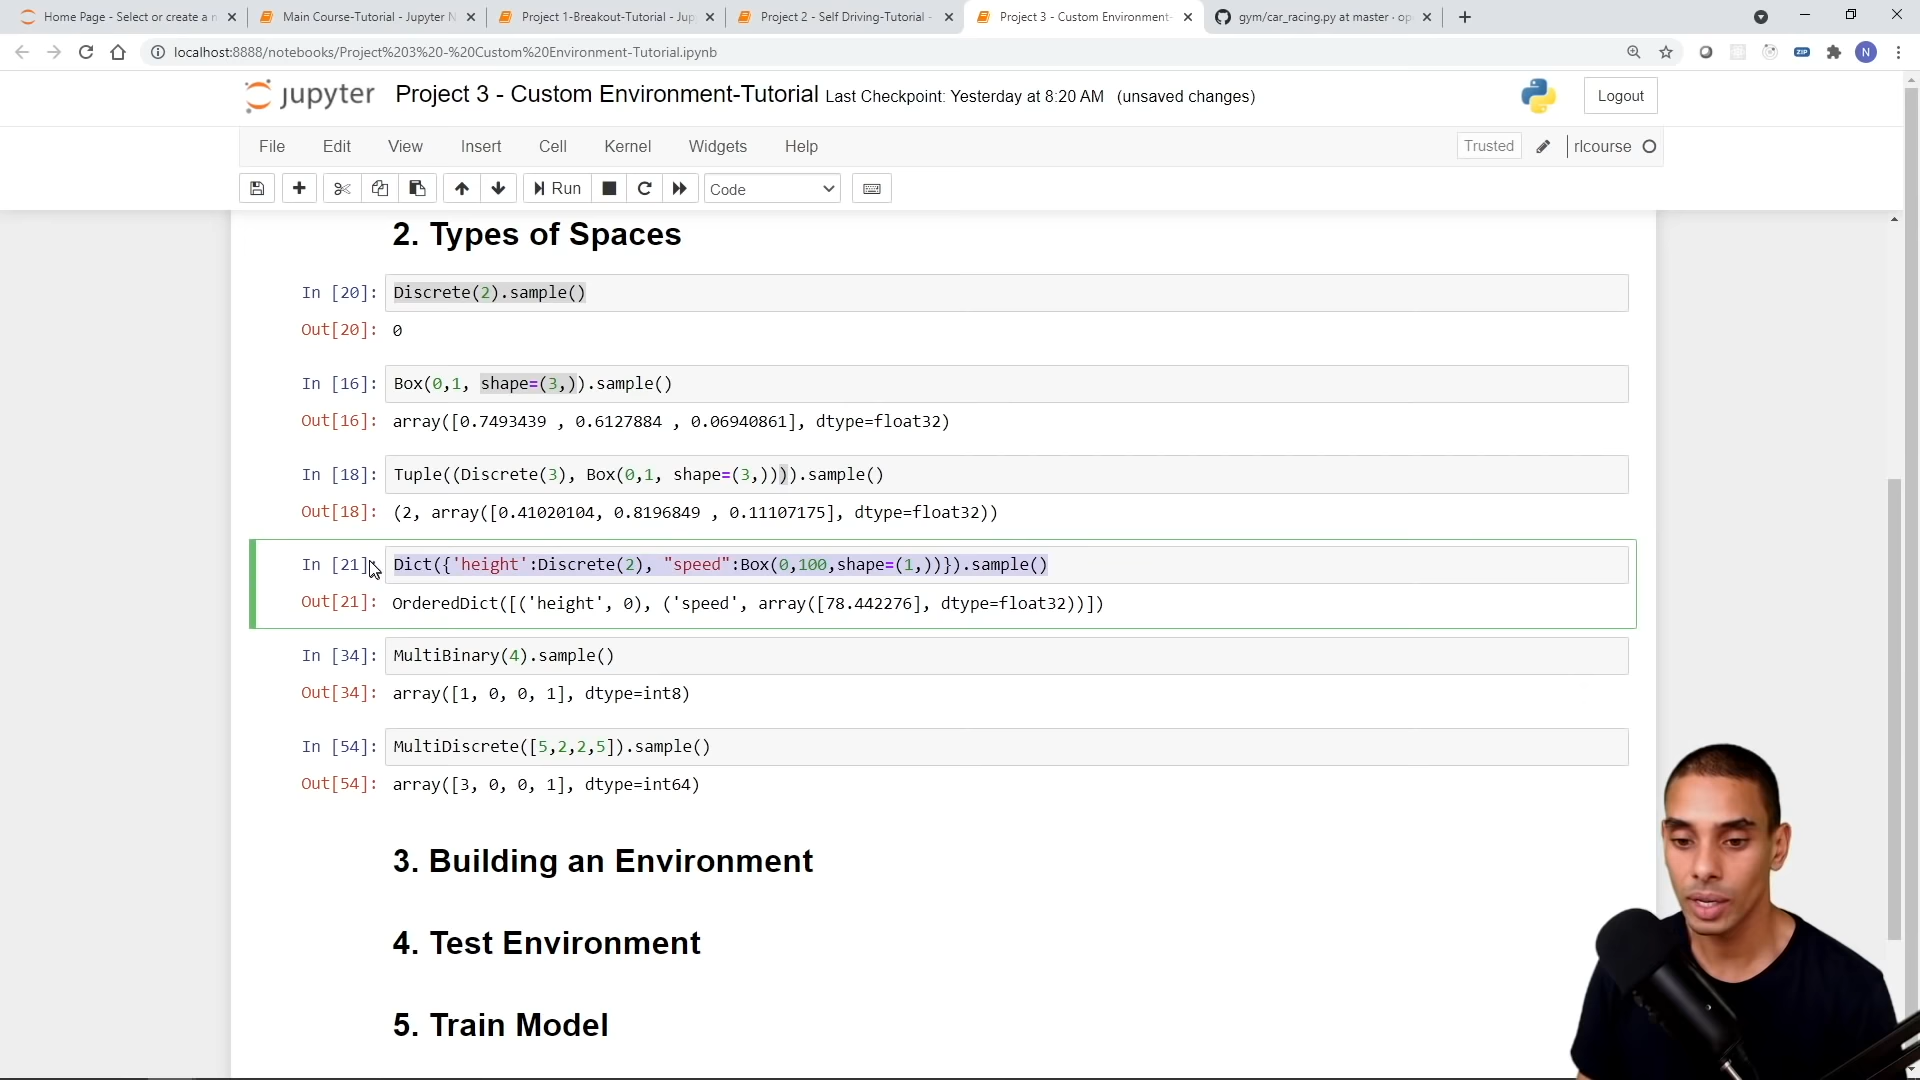 Home Page - Select or create a n
Main Course-Tutorial - Jupyter N
Project 1-Breakout-Tutorial - Jup
Project 2 - Self Driving-Tutorial -
Project 3 - Custom Environment-
gym/car_racing.py at master · op
localhost:8888/notebooks/Project%203%20-%20Custom%20Environment-Tutorial.ipynb
ZIP
N
jupyter Project 3 - Custom Environment-Tutorial Last Checkpoint: Yesterday at 8:20 AM (unsaved changes)
Logout
File Edit View Insert Cell Kernel Widgets Help
Trusted
rlcourse
Run
Code
2. Types of Spaces
In [20]: Discrete(2).sample()
Out[20]: 0
In [16]: Box(0,1, shape=(3,)).sample()
Out[16]: array([0.7493439 , 0.6127884 , 0.06940861], dtype=float32)
In [18]: Tuple((Discrete(3), Box(0,1, shape=(3,)))).sample()
Out[18]: (2, array([0.41020104, 0.8196849 , 0.11107175], dtype=float32))
In [21]: Dict({'height':Discrete(2), "speed":Box(0,100,shape=(1,))}).sample()
Out[21]: OrderedDict([('height', 0), ('speed', array([78.442276], dtype=float32))])
In [34]: MultiBinary(4).sample()
Out[34]: array([1, 0, 0, 1], dtype=int8)
In [54]: MultiDiscrete([5,2,2,5]).sample()
Out[54]: array([3, 0, 0, 1], dtype=int64)
3. Building an Environment
4. Test Environment
5. Train Model